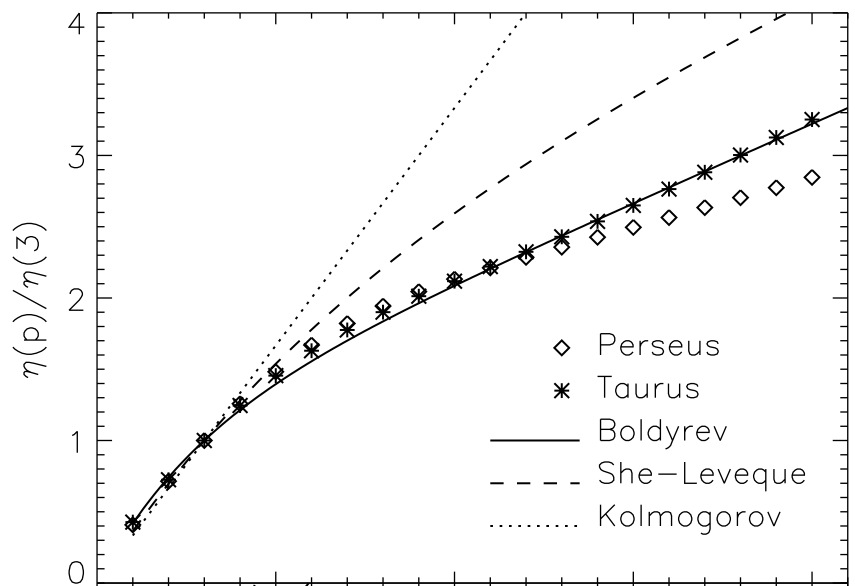 4
3
2
1
0
η(p)/η(3)
Perseus
Taurus
Boldyrev
She-Leveque
Kolmogorov